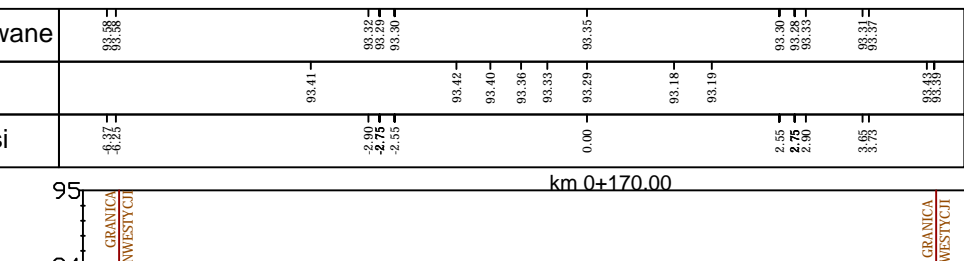 wane 93.58 93.58 93.32 93.29 93.30 93.35 93.30 93.28 93.33 93.31 93.37
93.41 93.42 93.40 93.36 93.33 93.29 93.18 93.19 93.43 93.39
si -6.37 -6.25 -2.90 -2.75 -2.55 0.00 2.55 2.75 2.90 3.65 3.73
km 0+170.00
95
GRANICA
NWESTYCJI
GRANICA
WESTYCJI